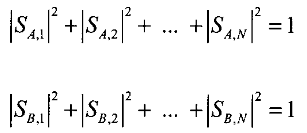 |S_{A,1}|^2 + |S_{A,2}|^2 + ... + |S_{A,N}|^2 = 1
|S_{B,1}|^2 + |S_{B,2}|^2 + ... + |S_{B,N}|^2 = 1